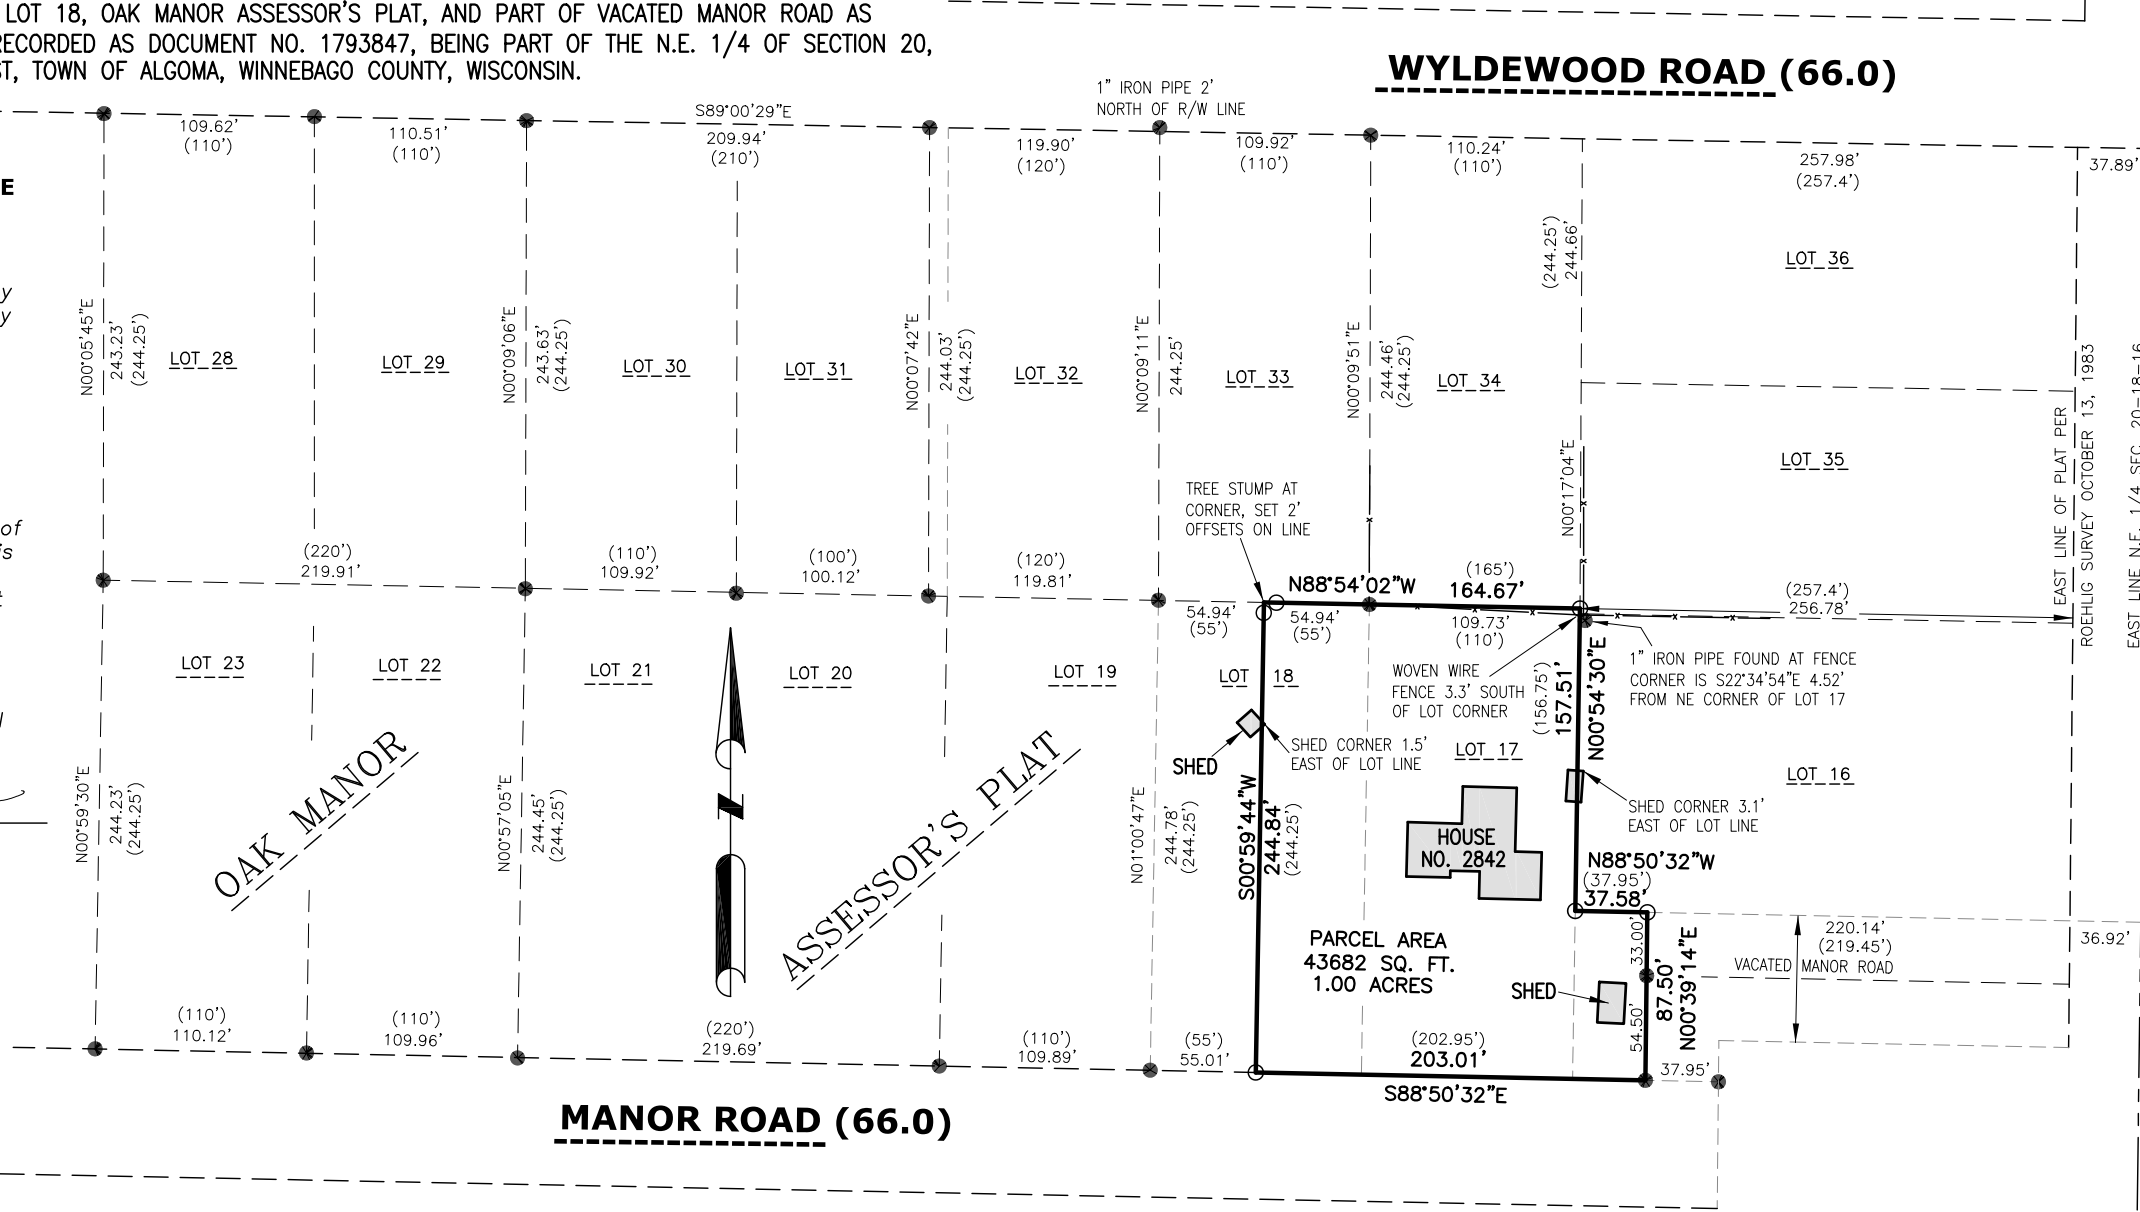 LOT 18, OAK MANOR ASSESSOR'S PLAT, AND PART OF VACATED MANOR ROAD AS
RECORDED AS DOCUMENT NO. 1793847, BEING PART OF THE N.E. 1/4 OF SECTION 20,
TOWN OF ALGOMA, WINNEBAGO COUNTY, WISCONSIN.
WYLDEWOOD ROAD (66.0)
1" IRON PIPE 2'
NORTH OF R/W LINE
S89°00'29"E
109.62'
(110')
110.51'
(110')
209.94'
(210')
119.90'
(120')
109.92'
(110')
110.24'
(110')
257.98'
(257.4')
37.89'
E
y
y
of
is
N00°05'45"E
243.23'
(244.25')
N00°09'06"E
243.63'
(244.25')
N00°07'42"E
244.03'
(244.25')
N00°09'11"E
244.25'
N00°09'51"E
244.46'
(244.25')
(244.25')
244.66'
N00°17'04"E
LOT 28
LOT 29
LOT 30
LOT 31
LOT 32
LOT 33
LOT 34
LOT 36
LOT 35
EAST LINE OF PLAT PER
ROEHLIG SURVEY OCTOBER 13, 1983
EAST LINE N.E. 1/4 SEC. 20-18-16
TREE STUMP AT
CORNER, SET 2'
OFFSETS ON LINE
(220')
219.91'
(110')
109.92'
(100')
100.12'
(120')
119.81'
54.94'
(55')
N88°54'02"W
(165')
164.67'
54.94'
(55')
109.73'
(110')
(257.4')
256.78'
LOT 23
LOT 22
LOT 21
LOT 20
LOT 19
LOT 18
WOVEN WIRE
FENCE 3.3' SOUTH
OF LOT CORNER
1" IRON PIPE FOUND AT FENCE
CORNER IS S22°34'54"E 4.52'
FROM NE CORNER OF LOT 17
(156.75')
157.51'
N00°54'30"E
SHED
SHED CORNER 1.5'
EAST OF LOT LINE
LOT 17
LOT 16
SHED CORNER 3.1'
EAST OF LOT LINE
OAK MANOR
ASSESSOR'S PLAT
N
N00°59'30"E
244.23'
(244.25')
N00°57'05"E
244.45'
(244.25')
N01°00'47"E
244.78'
(244.25')
S00°59'44"W
244.84'
(244.25')
HOUSE
NO. 2842
N88°50'32"W
(37.95')
37.58'
PARCEL AREA
43682 SQ. FT.
1.00 ACRES
SHED
33.00'
54.50'
87.50'
N00°39'14"E
220.14'
(219.45')
VACATED MANOR ROAD
36.92'
(110')
110.12'
(110')
109.96'
(220')
219.69'
(110')
109.89'
(55')
55.01'
(202.95')
203.01'
S88°50'32"E
37.95'
MANOR ROAD (66.0)